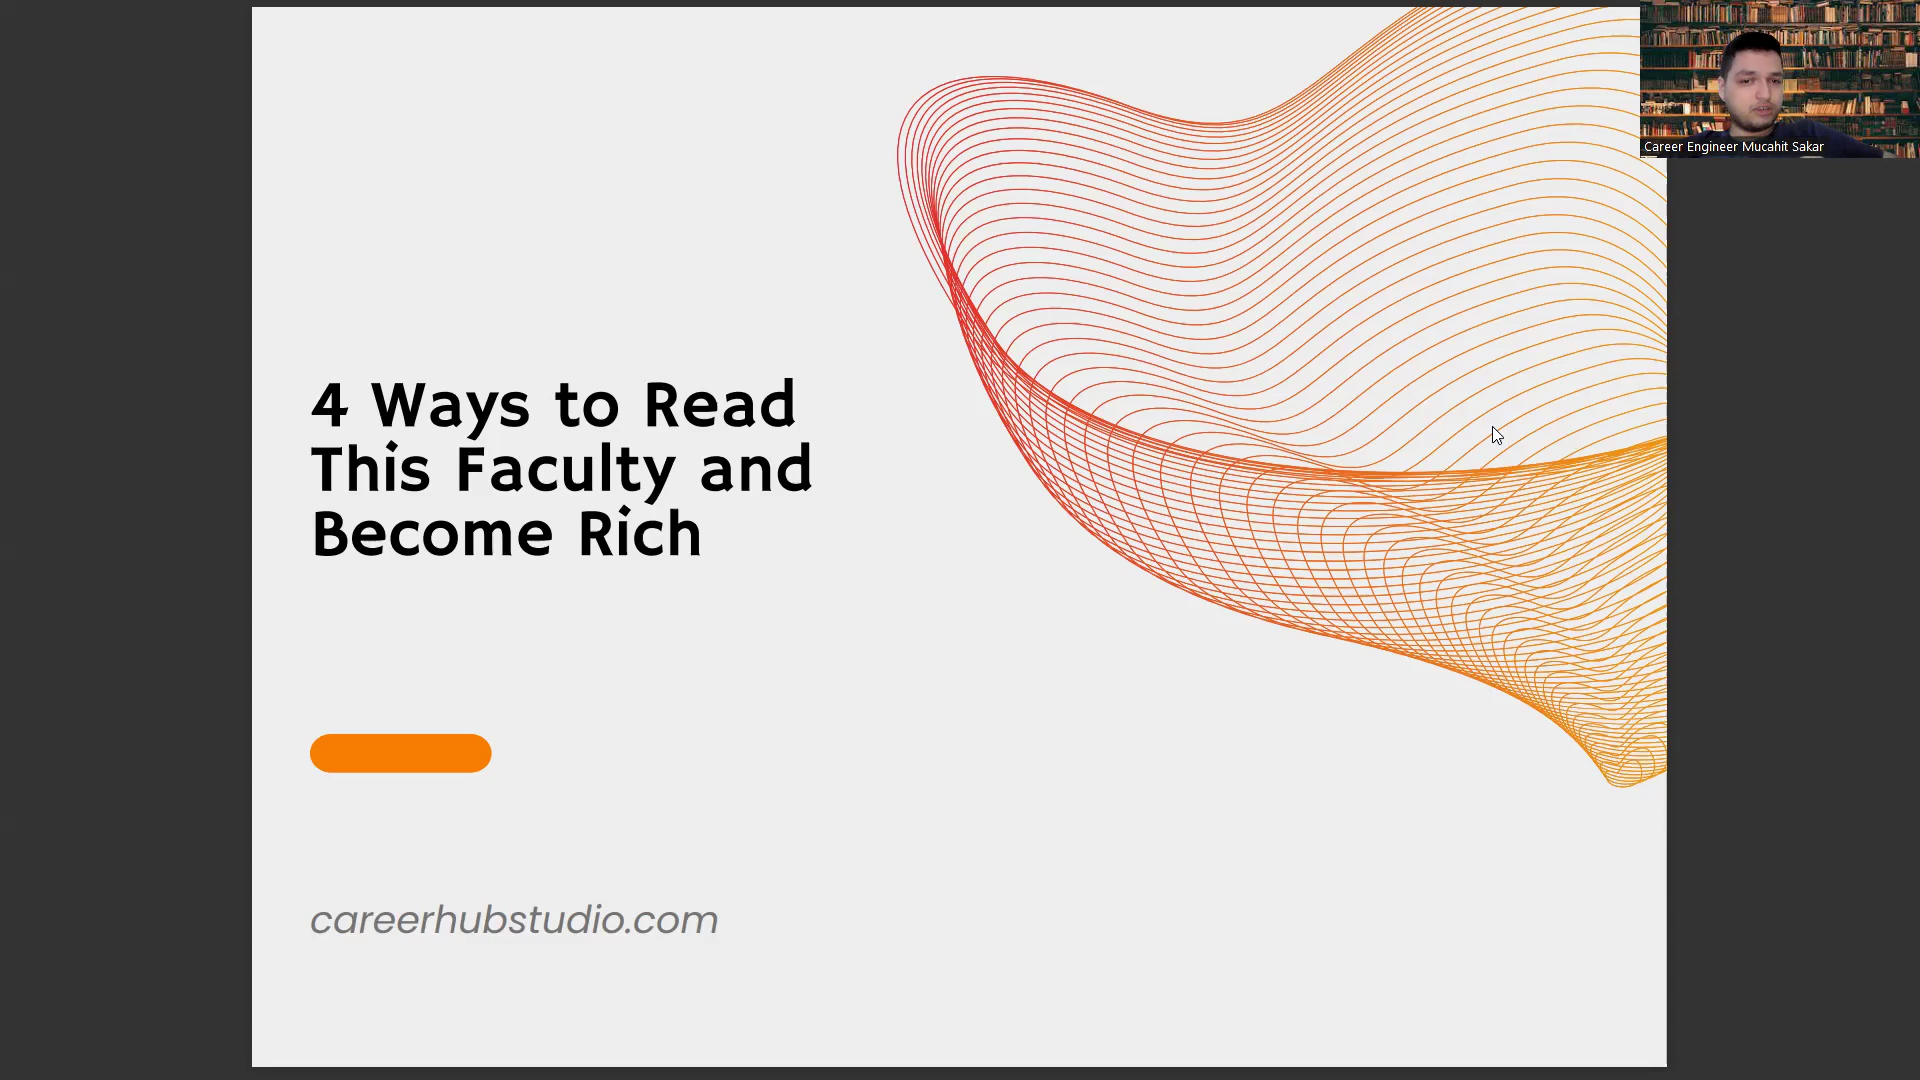 4 Ways to Read
This Faculty and
Become Rich
careerhubstudio.com
Career Engineer Mucahit Sakar